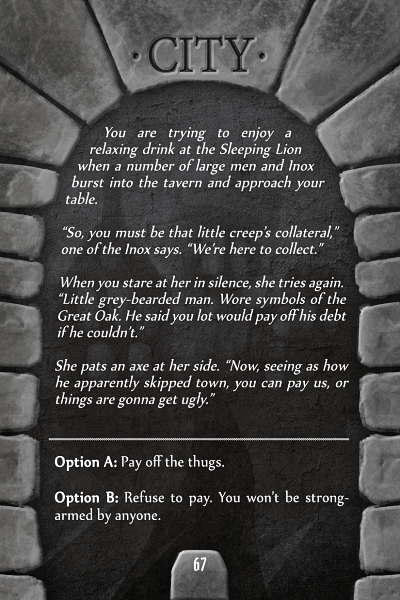 · CITY ·
You are trying to enjoy a
relaxing drink at the Sleeping Lion
when a number of large men and Inox
burst into the tavern and approach your
table.
“So, you must be that little creep’s collateral,”
one of the Inox says. “We’re here to collect.”
When you stare at her in silence, she tries again.
“Little grey-bearded man. Wore symbols of the
Great Oak. He said you lot would pay off his debt
if he couldn’t.”
She pats an axe at her side. “Now, seeing as how
he apparently skipped town, you can pay us, or
things are gonna get ugly.”
Option A: Pay off the thugs.
Option B: Refuse to pay. You won’t be strong-
armed by anyone.
67